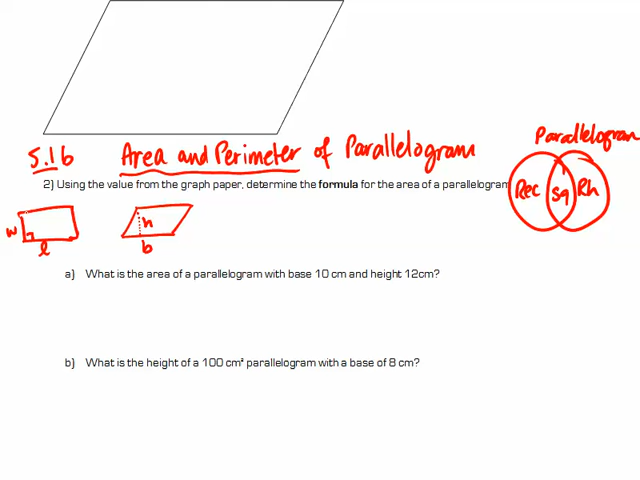 Parallelogram
5.16 Area and Perimeter of Parallelogram
2) Using the value from the graph paper, determine the formula for the area of a parallelogram
Rec Sq Rh
w h
l b
a) What is the area of a parallelogram with base 10 cm and height 12cm?
b) What is the height of a 100 cm² parallelogram with a base of 8 cm?